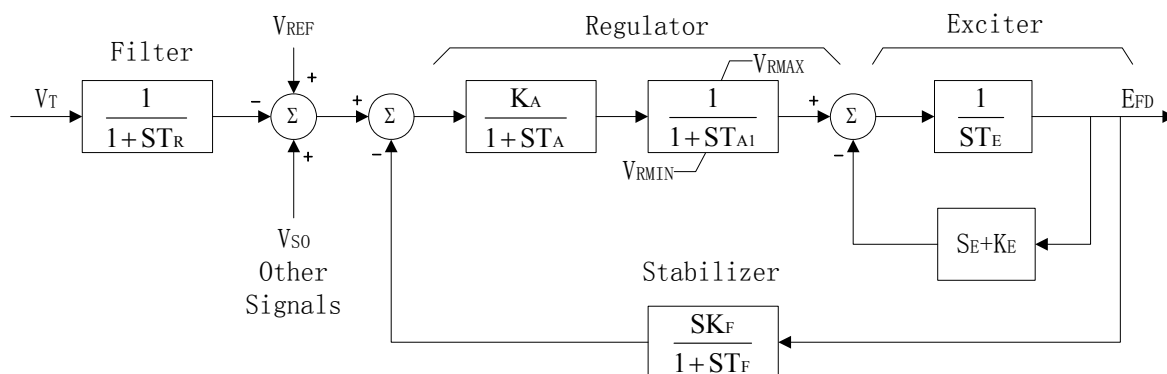 VREF
Regulator
Exciter
Filter
VT
1
1+STR
−
+
Σ
+
+
Σ
−
KA
1+STA
VRMAX
1
1+STA1
VRMIN
+
Σ
−
1
STE
EFD
VSO
Other
Signals
SE+KE
Stabilizer
SKF
1+STF